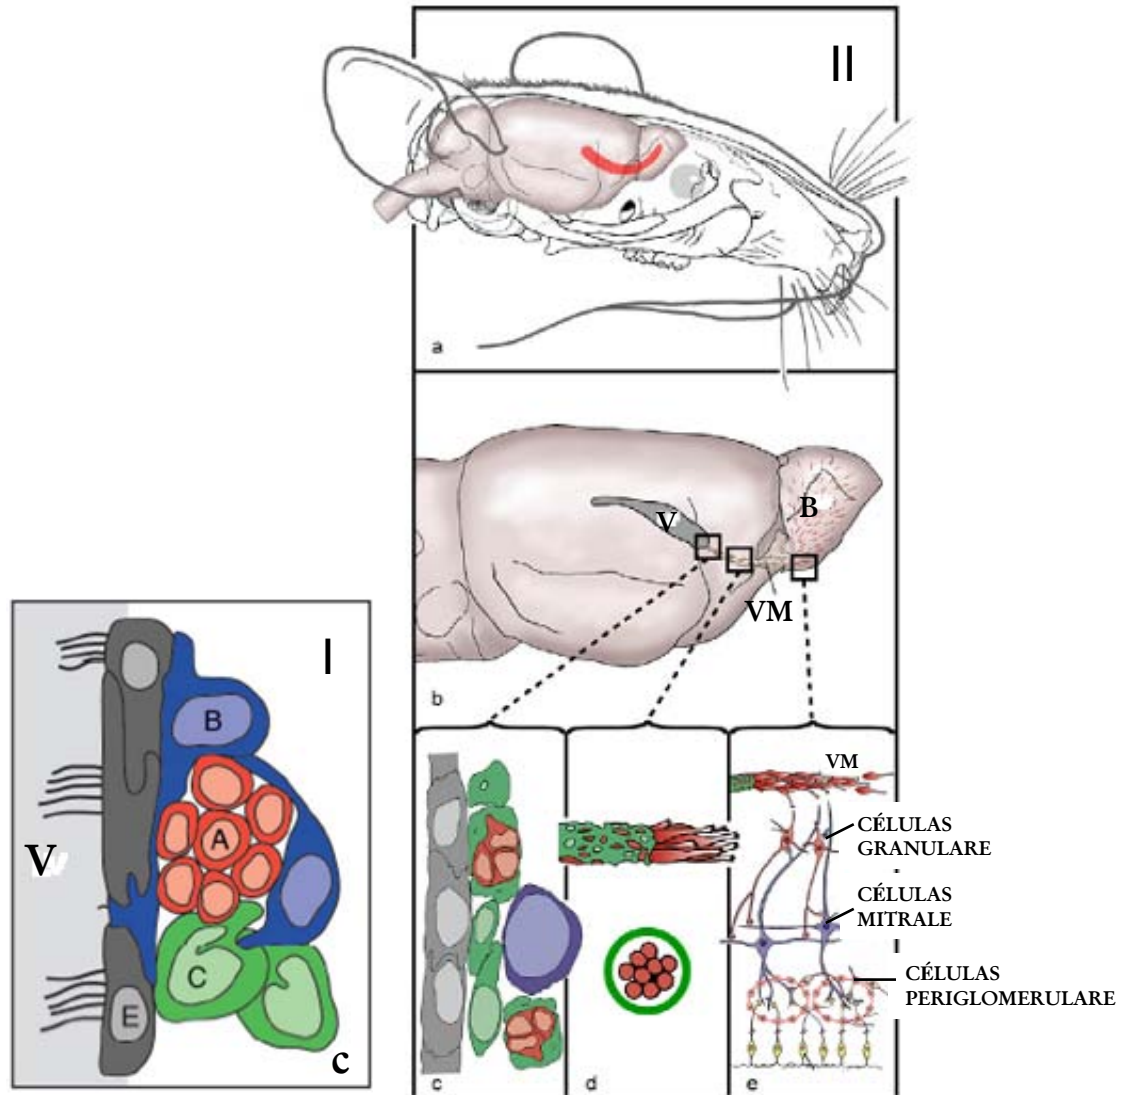 II
a
V
B
VM
b
I
B
A
C
E
V
c
c
d
e
VM
CÉLULAS
GRANULARE
CÉLULAS
MITRALE
CÉLULAS
PERIGLOMERULARE